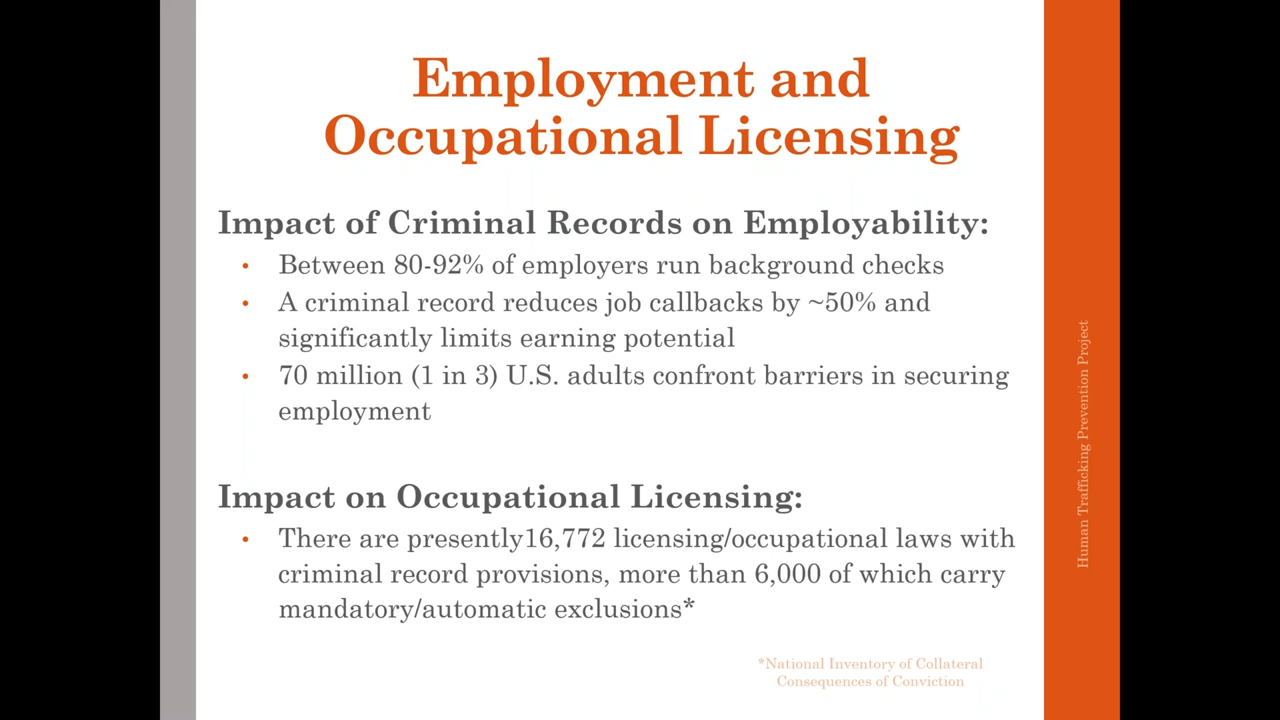 Employment and
Occupational Licensing
Impact of Criminal Records on Employability:
• Between 80-92% of employers run background checks
• A criminal record reduces job callbacks by ~50% and
significantly limits earning potential
• 70 million (1 in 3) U.S. adults confront barriers in securing
employment
Impact on Occupational Licensing:
• There are presently16,772 licensing/occupational laws with
criminal record provisions, more than 6,000 of which carry
mandatory/automatic exclusions*
*National Inventory of Collateral
Consequences of Conviction
Human Trafficking Prevention Project